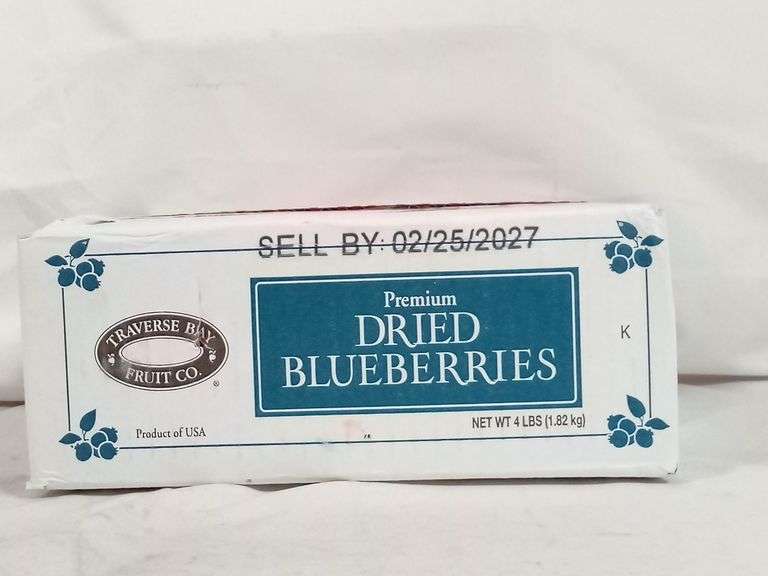 SELL BY: 02/25/2027
Premium
DRIED
BLUEBERRIES
TRAVERSE BAY
FRUIT CO.
®
K
Product of USA
NET WT 4 LBS (1.82 kg)